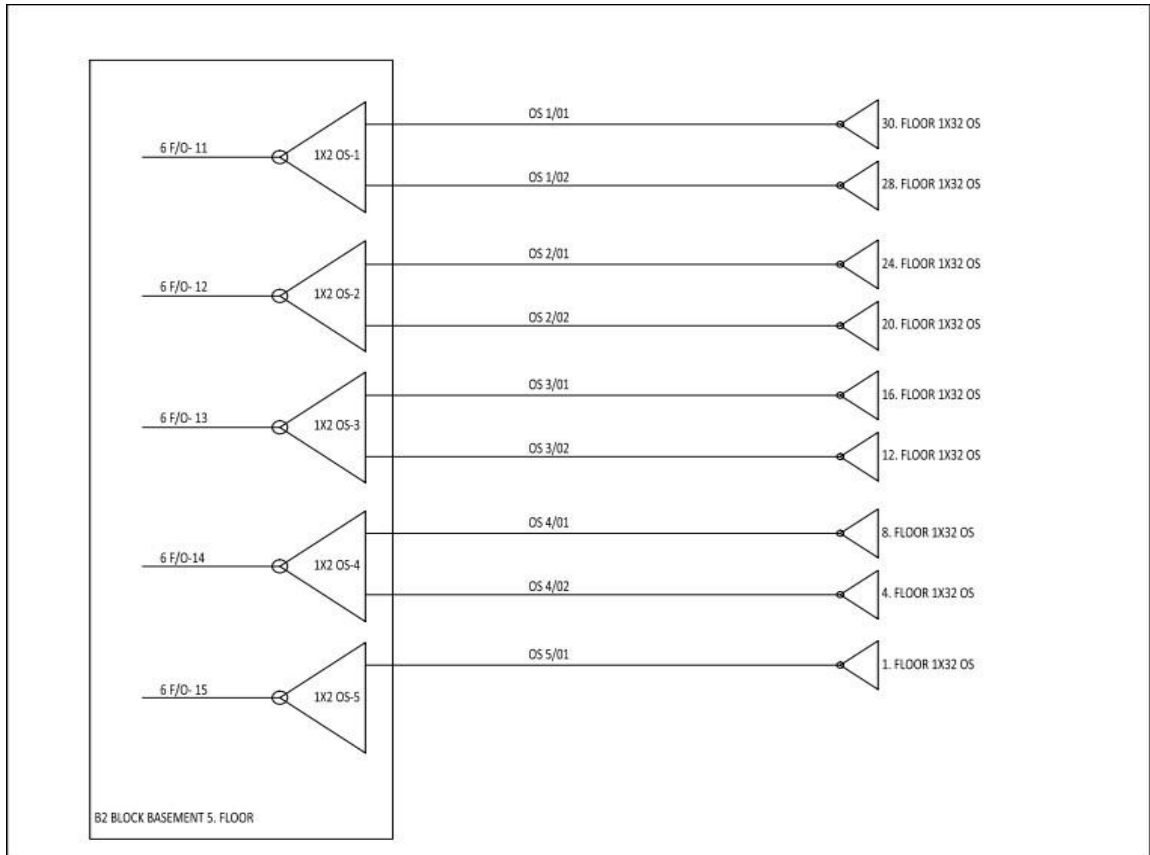 OS 1/01
30. FLOOR 1X32 OS
6 F/O- 11
1X2 OS-1
OS 1/02
28. FLOOR 1X32 OS
OS 2/01
24. FLOOR 1X32 OS
6 F/O- 12
1X2 OS-2
OS 2/02
20. FLOOR 1X32 OS
OS 3/01
16. FLOOR 1X32 OS
6 F/O- 13
1X2 OS-3
OS 3/02
12. FLOOR 1X32 OS
OS 4/01
8. FLOOR 1X32 OS
6 F/O-14
1X2 OS-4
OS 4/02
4. FLOOR 1X32 OS
OS 5/01
1. FLOOR 1X32 OS
6 F/O- 15
1X2 OS-5
B2 BLOCK BASEMENT 5. FLOOR